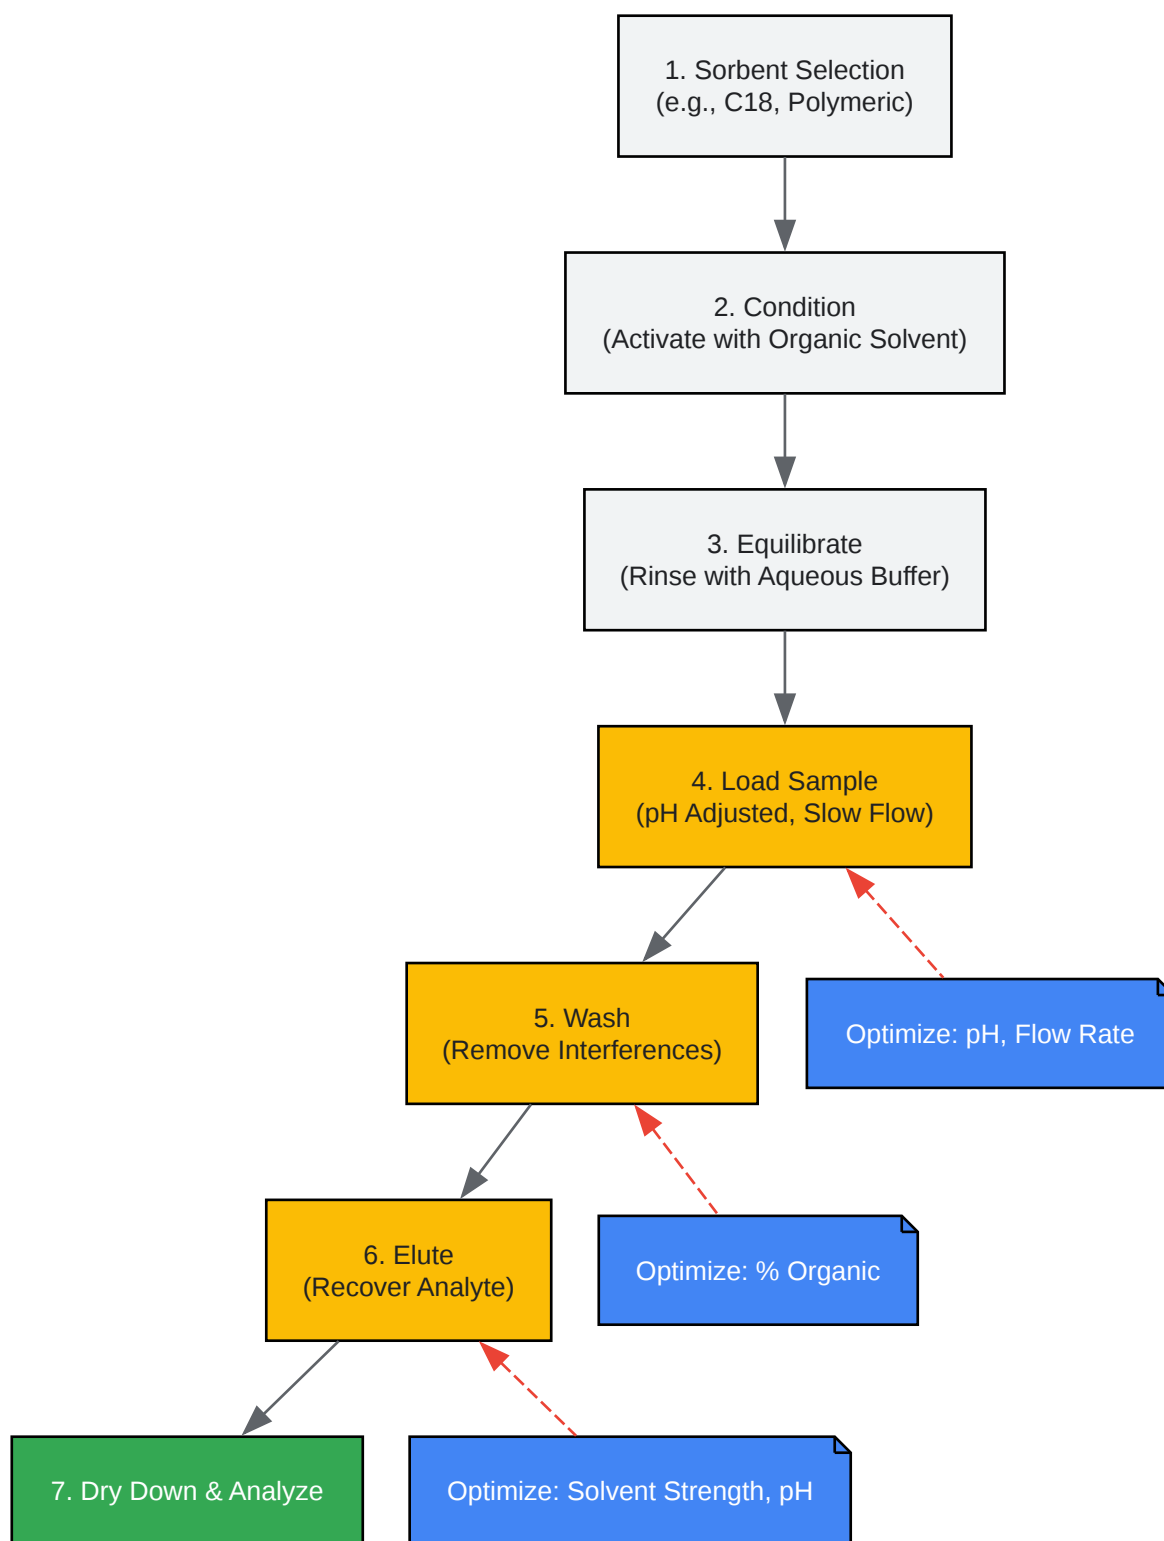 1. Sorbent Selection
(e.g., C18, Polymeric)
2. Condition
(Activate with Organic Solvent)
3. Equilibrate
(Rinse with Aqueous Buffer)
4. Load Sample
(pH Adjusted, Slow Flow)
5. Wash
(Remove Interferences)
Optimize: pH, Flow Rate
6. Elute
(Recover Analyte)
Optimize: % Organic
7. Dry Down & Analyze
Optimize: Solvent Strength, pH